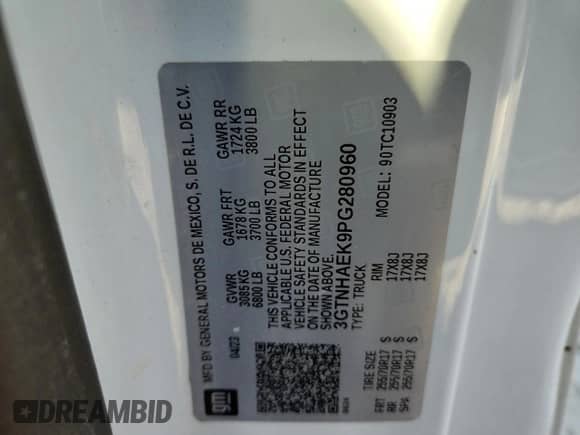 MFD BY GENERAL MOTORS DE MEXICO, S. DE R.L. DE C.V.
04/23
GVWR GAWR FRT GAWR RR
3085KG 1678 KG 1724 KG
6800 LB 3700 LB 3800 LB
THIS VEHICLE CONFORMS TO ALL
APPLICABLE U.S. FEDERAL MOTOR
VEHICLE SAFETY STANDARDS IN EFFECT
ON THE DATE OF MANUFACTURE
SHOWN ABOVE.
3GTNHAEK9PG280960
TYPE: TRUCK MODEL: 90TC10903
TIRE SIZE RIM
FRT 255/70R17 S 17X8J
RR 255/70R17 S 17X8J
SPA 255/70R17 S 17X8J
gm
DREAMBID